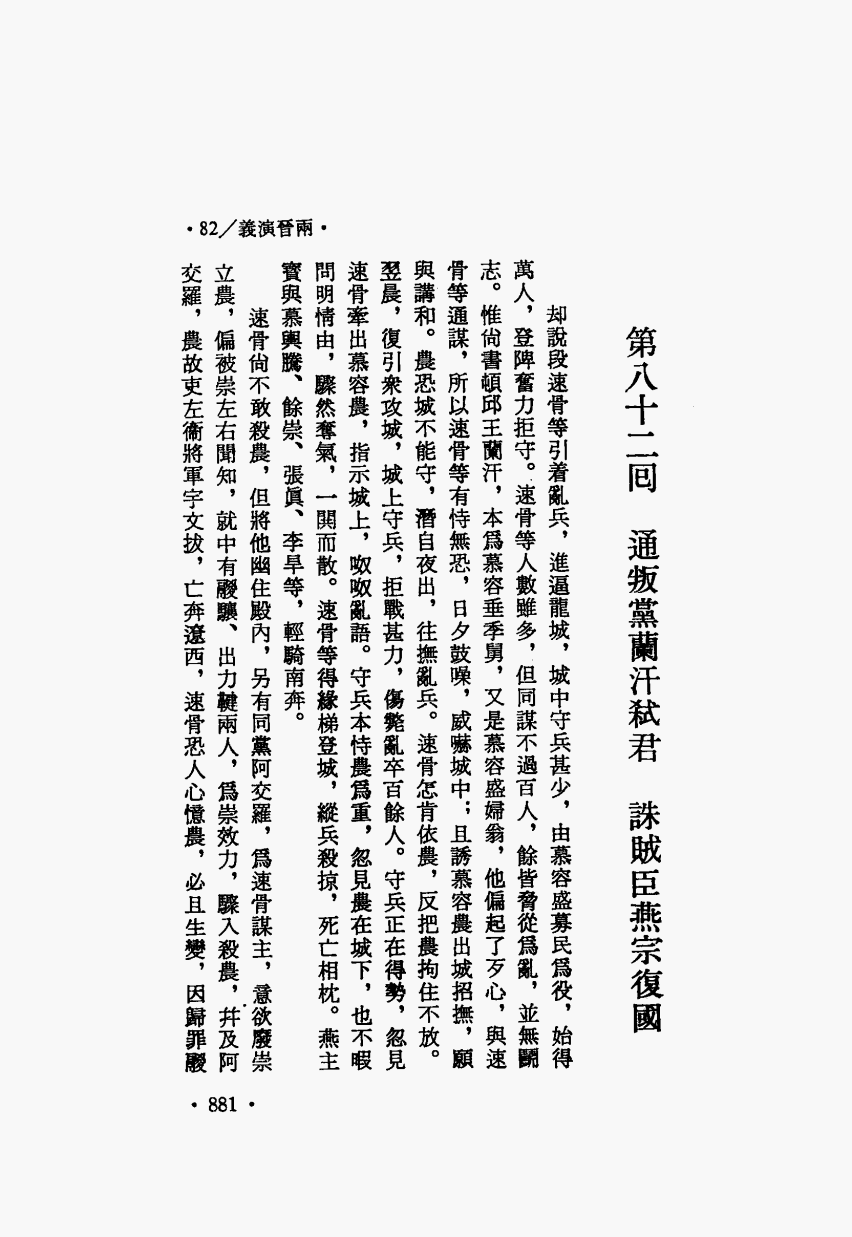 ・82／義演晉兩・
第八十二回　通叛黨蘭汗弒君　誅賊臣燕宗復國
却說段速骨等引着亂兵，進逼龍城，城中守兵甚少，由慕容盛募民爲役，始得
萬人，登陴奮力拒守。速骨等人數雖多，但同謀不過百人，餘皆脅從爲亂，並無鬭
志。惟尙書頓邱王蘭汗，本爲慕容垂季舅，又是慕容盛婦翁，他偏起了歹心，與速
骨等通謀，所以速骨等有恃無恐，日夕鼓噪，威嚇城中；且誘慕容農出城招撫，願
與講和。農恐城不能守，潛自夜出，往撫亂兵。速骨怎肯依農，反把農拘住不放。
翌晨，復引衆攻城，城上守兵，拒戰甚力，傷斃亂卒百餘人。守兵正在得勢，忽見
速骨牽出慕容農，指示城上，呶呶亂語。守兵本恃農爲重，忽見農在城下，也不暇
問明情由，驟然奪氣，一鬨而散。速骨等得緣梯登城，縱兵殺掠，死亡相枕。燕主
寶與慕輿騰、餘崇、張眞、李旱等，輕騎南奔。
速骨尙不敢殺農，但將他幽住殿內，另有同黨阿交羅，爲速骨謀主，意欲廢崇
立農，偏被崇左右聞知，就中有鬷驤、出力鞬兩人，爲崇效力，驟入殺農，幷及阿
交羅，農故吏左衞將軍宇文拔，亡奔遼西，速骨恐人心憶農，必且生變，因歸罪鬷
・881・